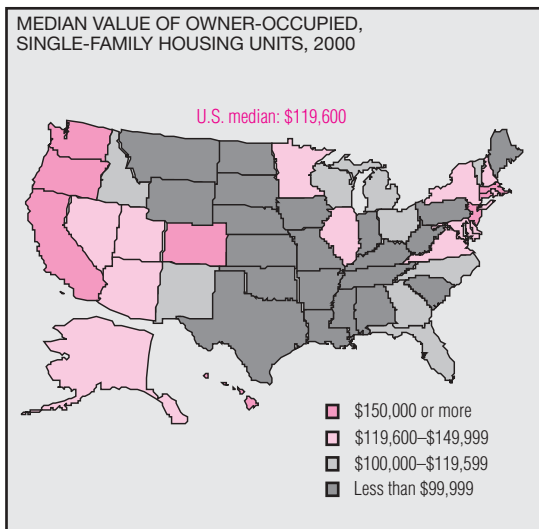 MEDIAN VALUE OF OWNER-OCCUPIED,
SINGLE-FAMILY HOUSING UNITS, 2000
U.S. median: $119,600
$150,000 or more
$119,600–$149,999
$100,000–$119,599
Less than $99,999